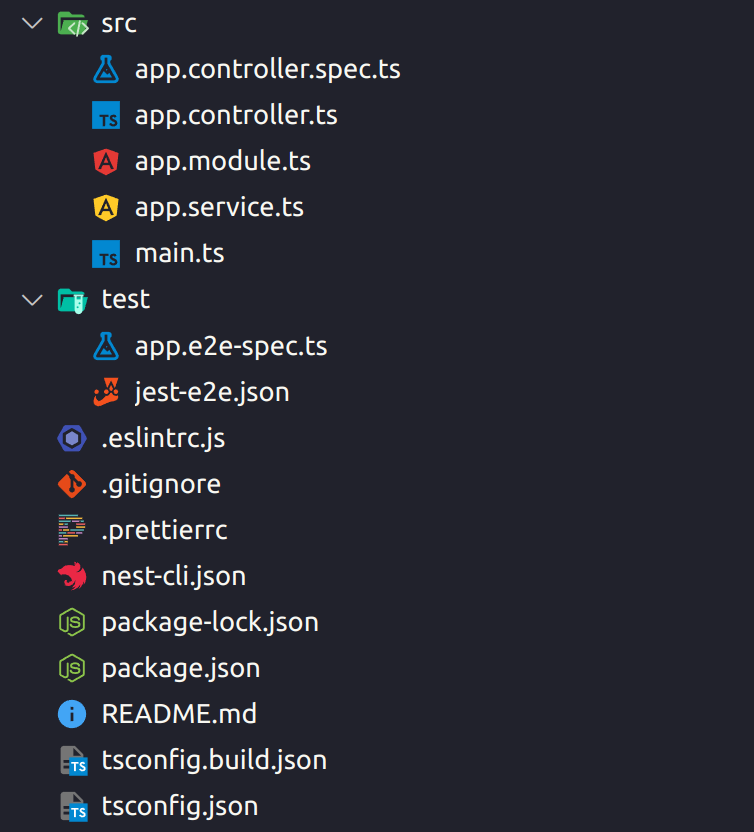 src
app.controller.spec.ts
app.controller.ts
app.module.ts
app.service.ts
main.ts
test
app.e2e-spec.ts
jest-e2e.json
.eslintrc.js
.gitignore
.prettierrc
nest-cli.json
package-lock.json
package.json
README.md
tsconfig.build.json
tsconfig.json